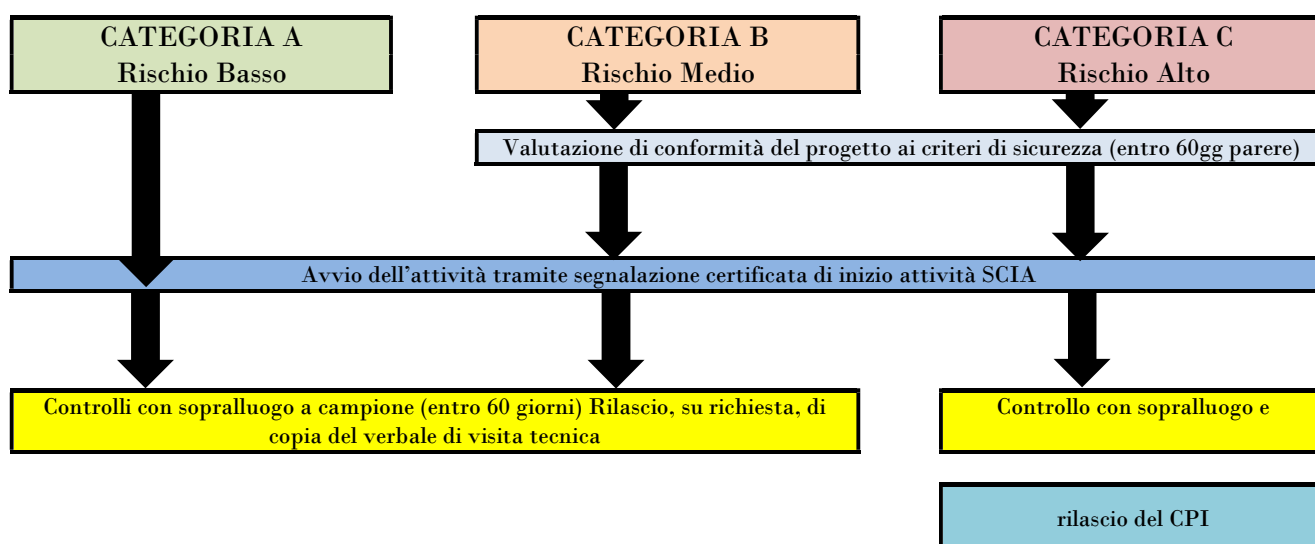 CATEGORIA A
Rischio Basso
CATEGORIA B
Rischio Medio
CATEGORIA C
Rischio Alto
Valutazione di conformità del progetto ai criteri di sicurezza (entro 60gg parere)
Avvio dell'attività tramite segnalazione certificata di inizio attività SCIA
Controlli con sopralluogo a campione (entro 60 giorni) Rilascio, su richiesta, di
copia del verbale di visita tecnica
Controllo con sopralluogo e
rilascio del CPI